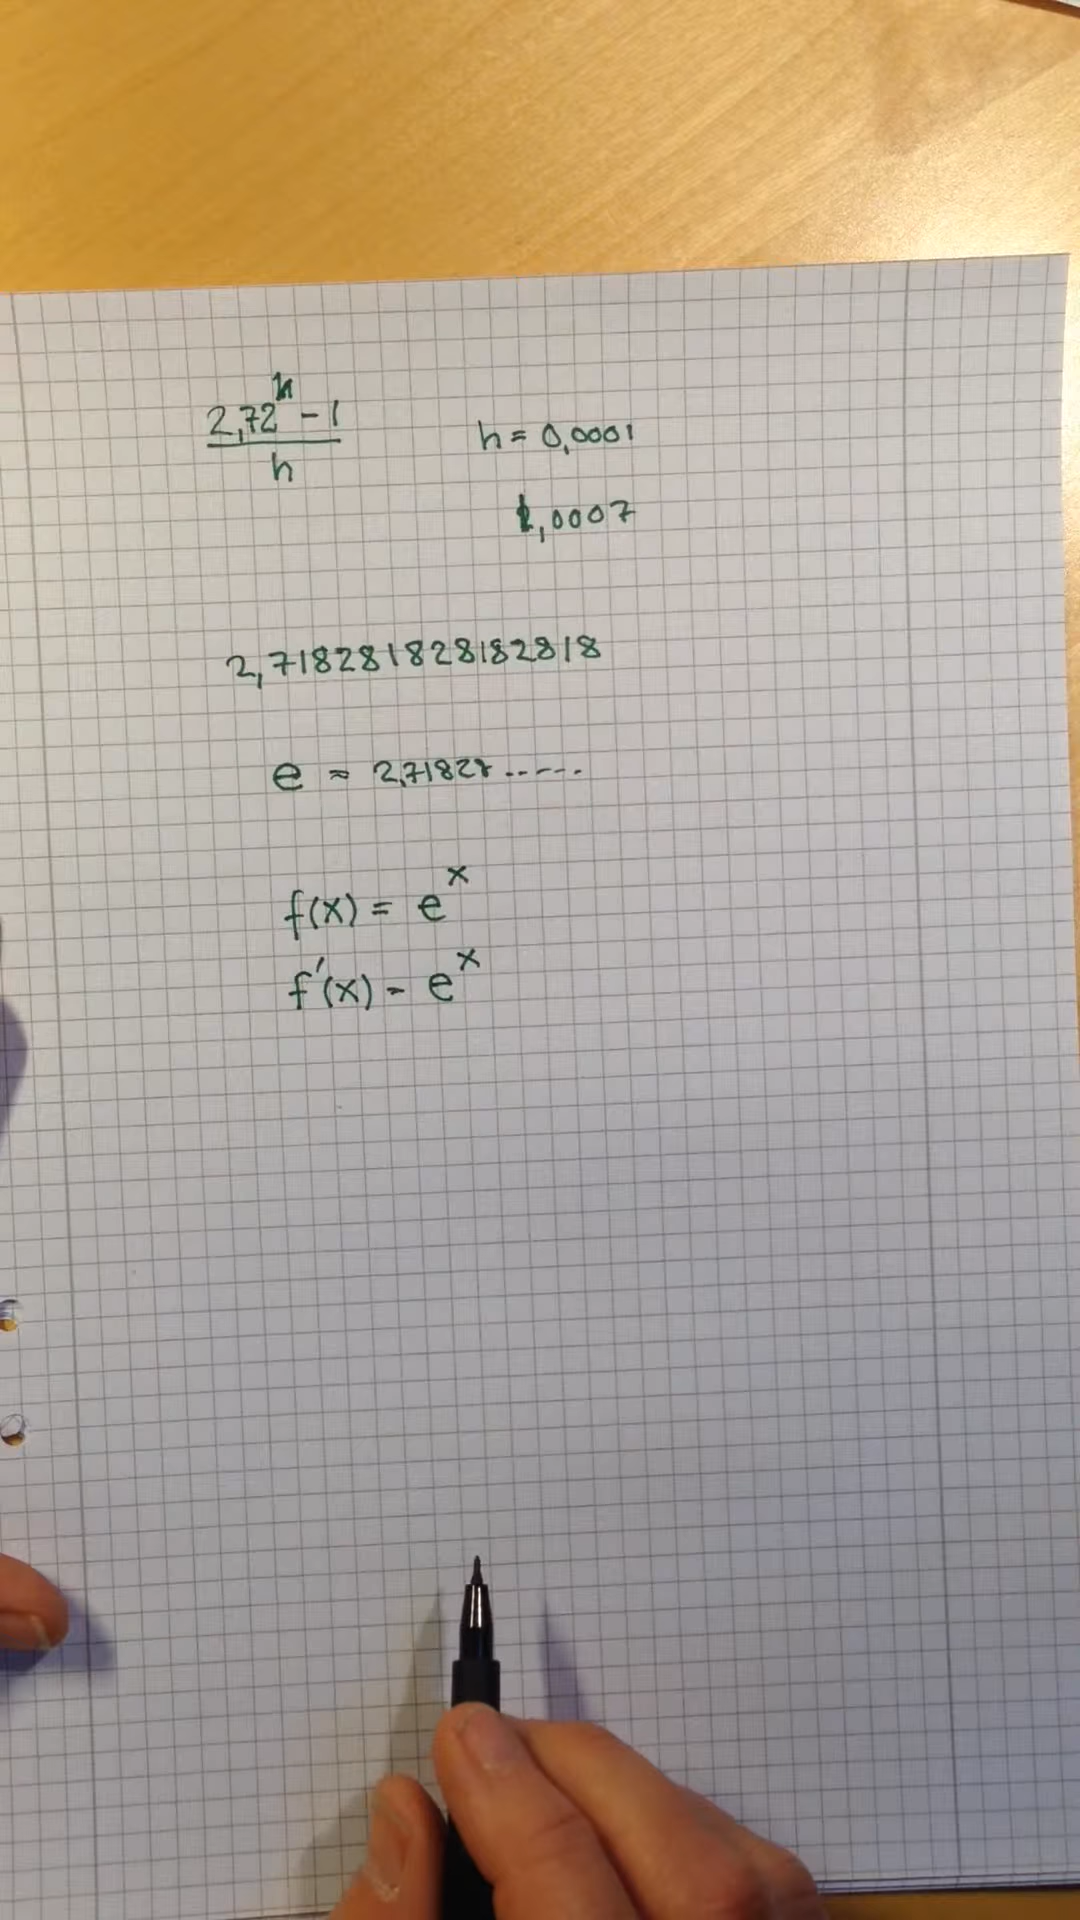 2,72^h - 1
h
h = 0,0001
1,0007
2,718281828182818
e ≈ 2,71828.....
f(x) = e^x
f'(x) = e^x